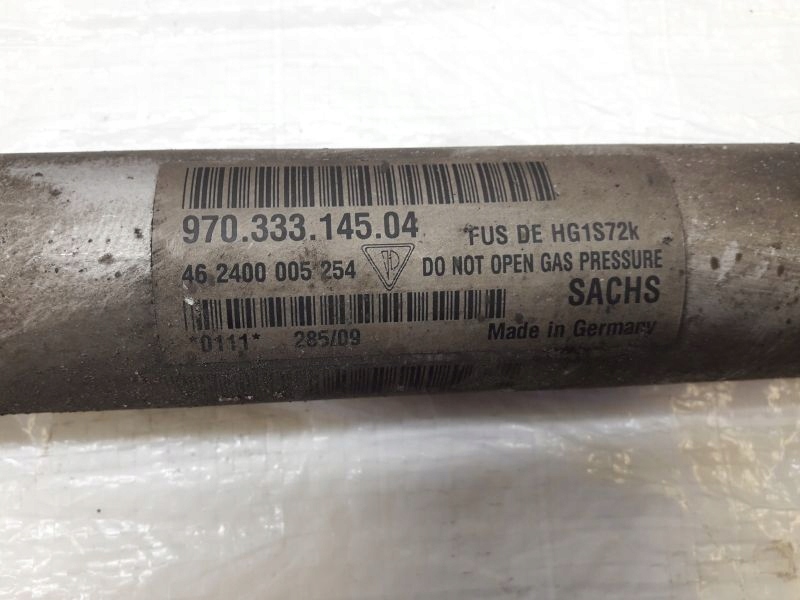 970.333.145.04 FUS DE HG1S72k
46 2400 005 254 DO NOT OPEN GAS PRESSURE
SACHS
*0111* 285/09 Made in Germany